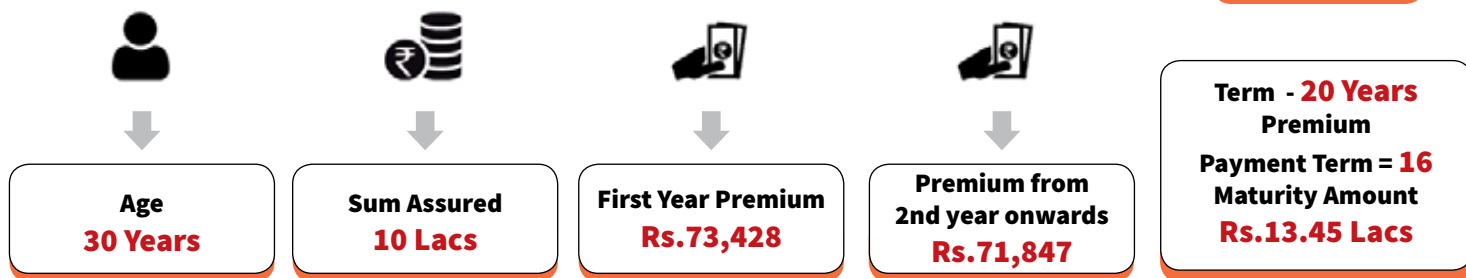 Age
30 Years
Sum Assured
10 Lacs
First Year Premium
Rs.73,428
Premium from
2nd year onwards
Rs.71,847
Term - 20 Years
Premium
Payment Term = 16
Maturity Amount
Rs.13.45 Lacs